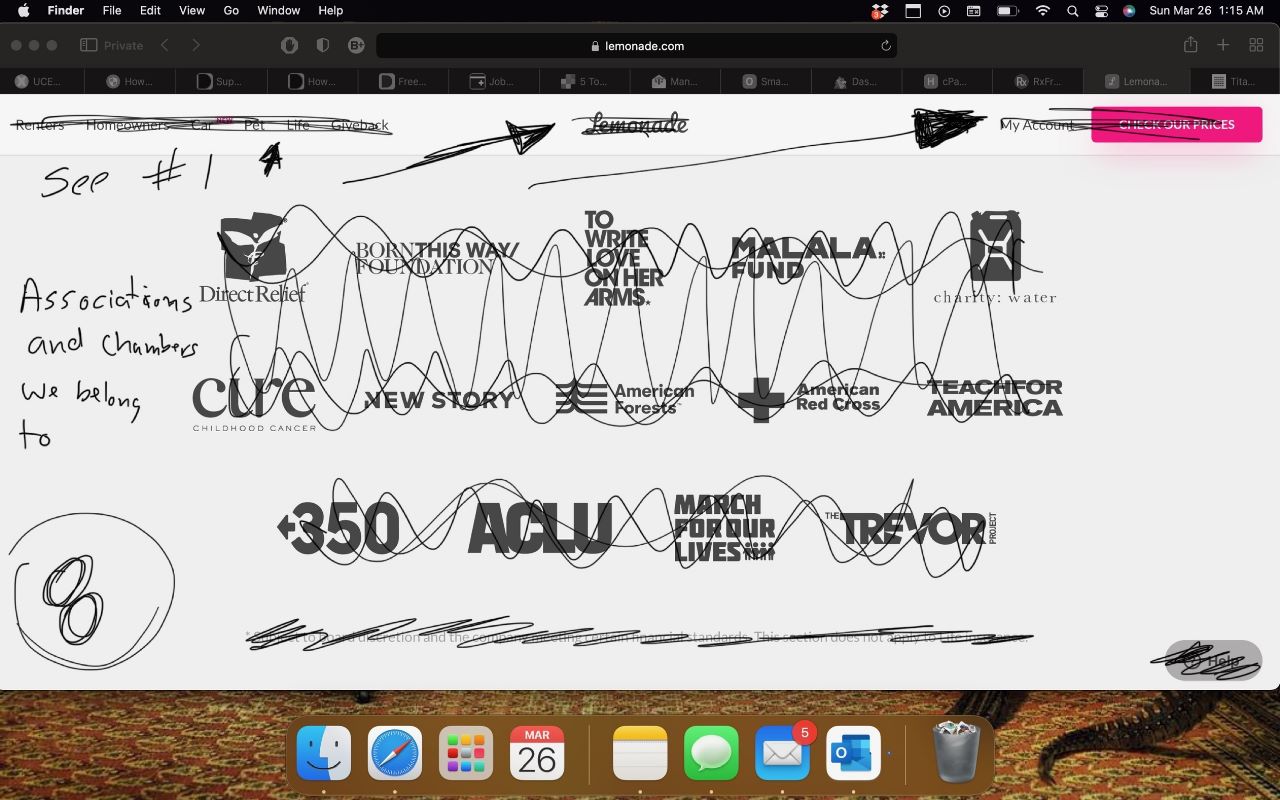 Finder File Edit View Go Window Help 3 Sun Mar 26 1:15 AM
Private lemonade.com
UCE... How... Sup... How... Free... Job... 5 To... Man... Sma... Das... cPa... RxFr... Lemona... Tita...
Renters Homeowners Car NEW Pet Life Giveback Lemonade My Account CHECK OUR PRICES
See #1
Direct Relief
BORN THIS WAY/
FOUNDATION
TO
WRITE
LOVE
ON HER
ARMS.
MALALA.
FUND
charity: water
Associations
and Chambers
we belong
to
cure
CHILDHOOD CANCER
NEW STORY
American
Forests™
American
Red Cross
TEACHFOR
AMERICA
350
ACLU
MARCH
FOR OUR
LIVES
THE TREVOR PROJECT
8
*Subject to board discretion and the company meeting certain financial standards. This section does not apply to Life Insurance.
Help
MAR
26
5